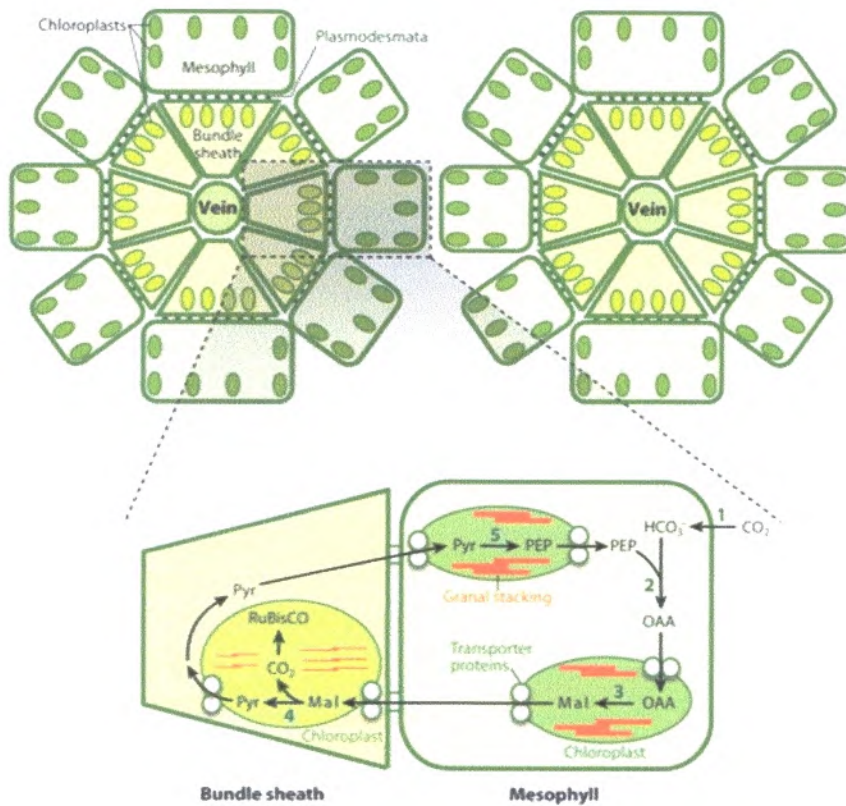 Chloroplasts
Plasmodesmata
Mesophyll
Bundle
sheath
Vein
Vein
1
HCO₃⁻ CO₂
Pyr 5 PEP PEP
2
Granal stacking
Pyr
RuBisCO
OAA
Transporter
proteins
CO₂
Pyr 4 Mal Mal 3 OAA
Chloroplast
Chloroplast
Bundle sheath Mesophyll